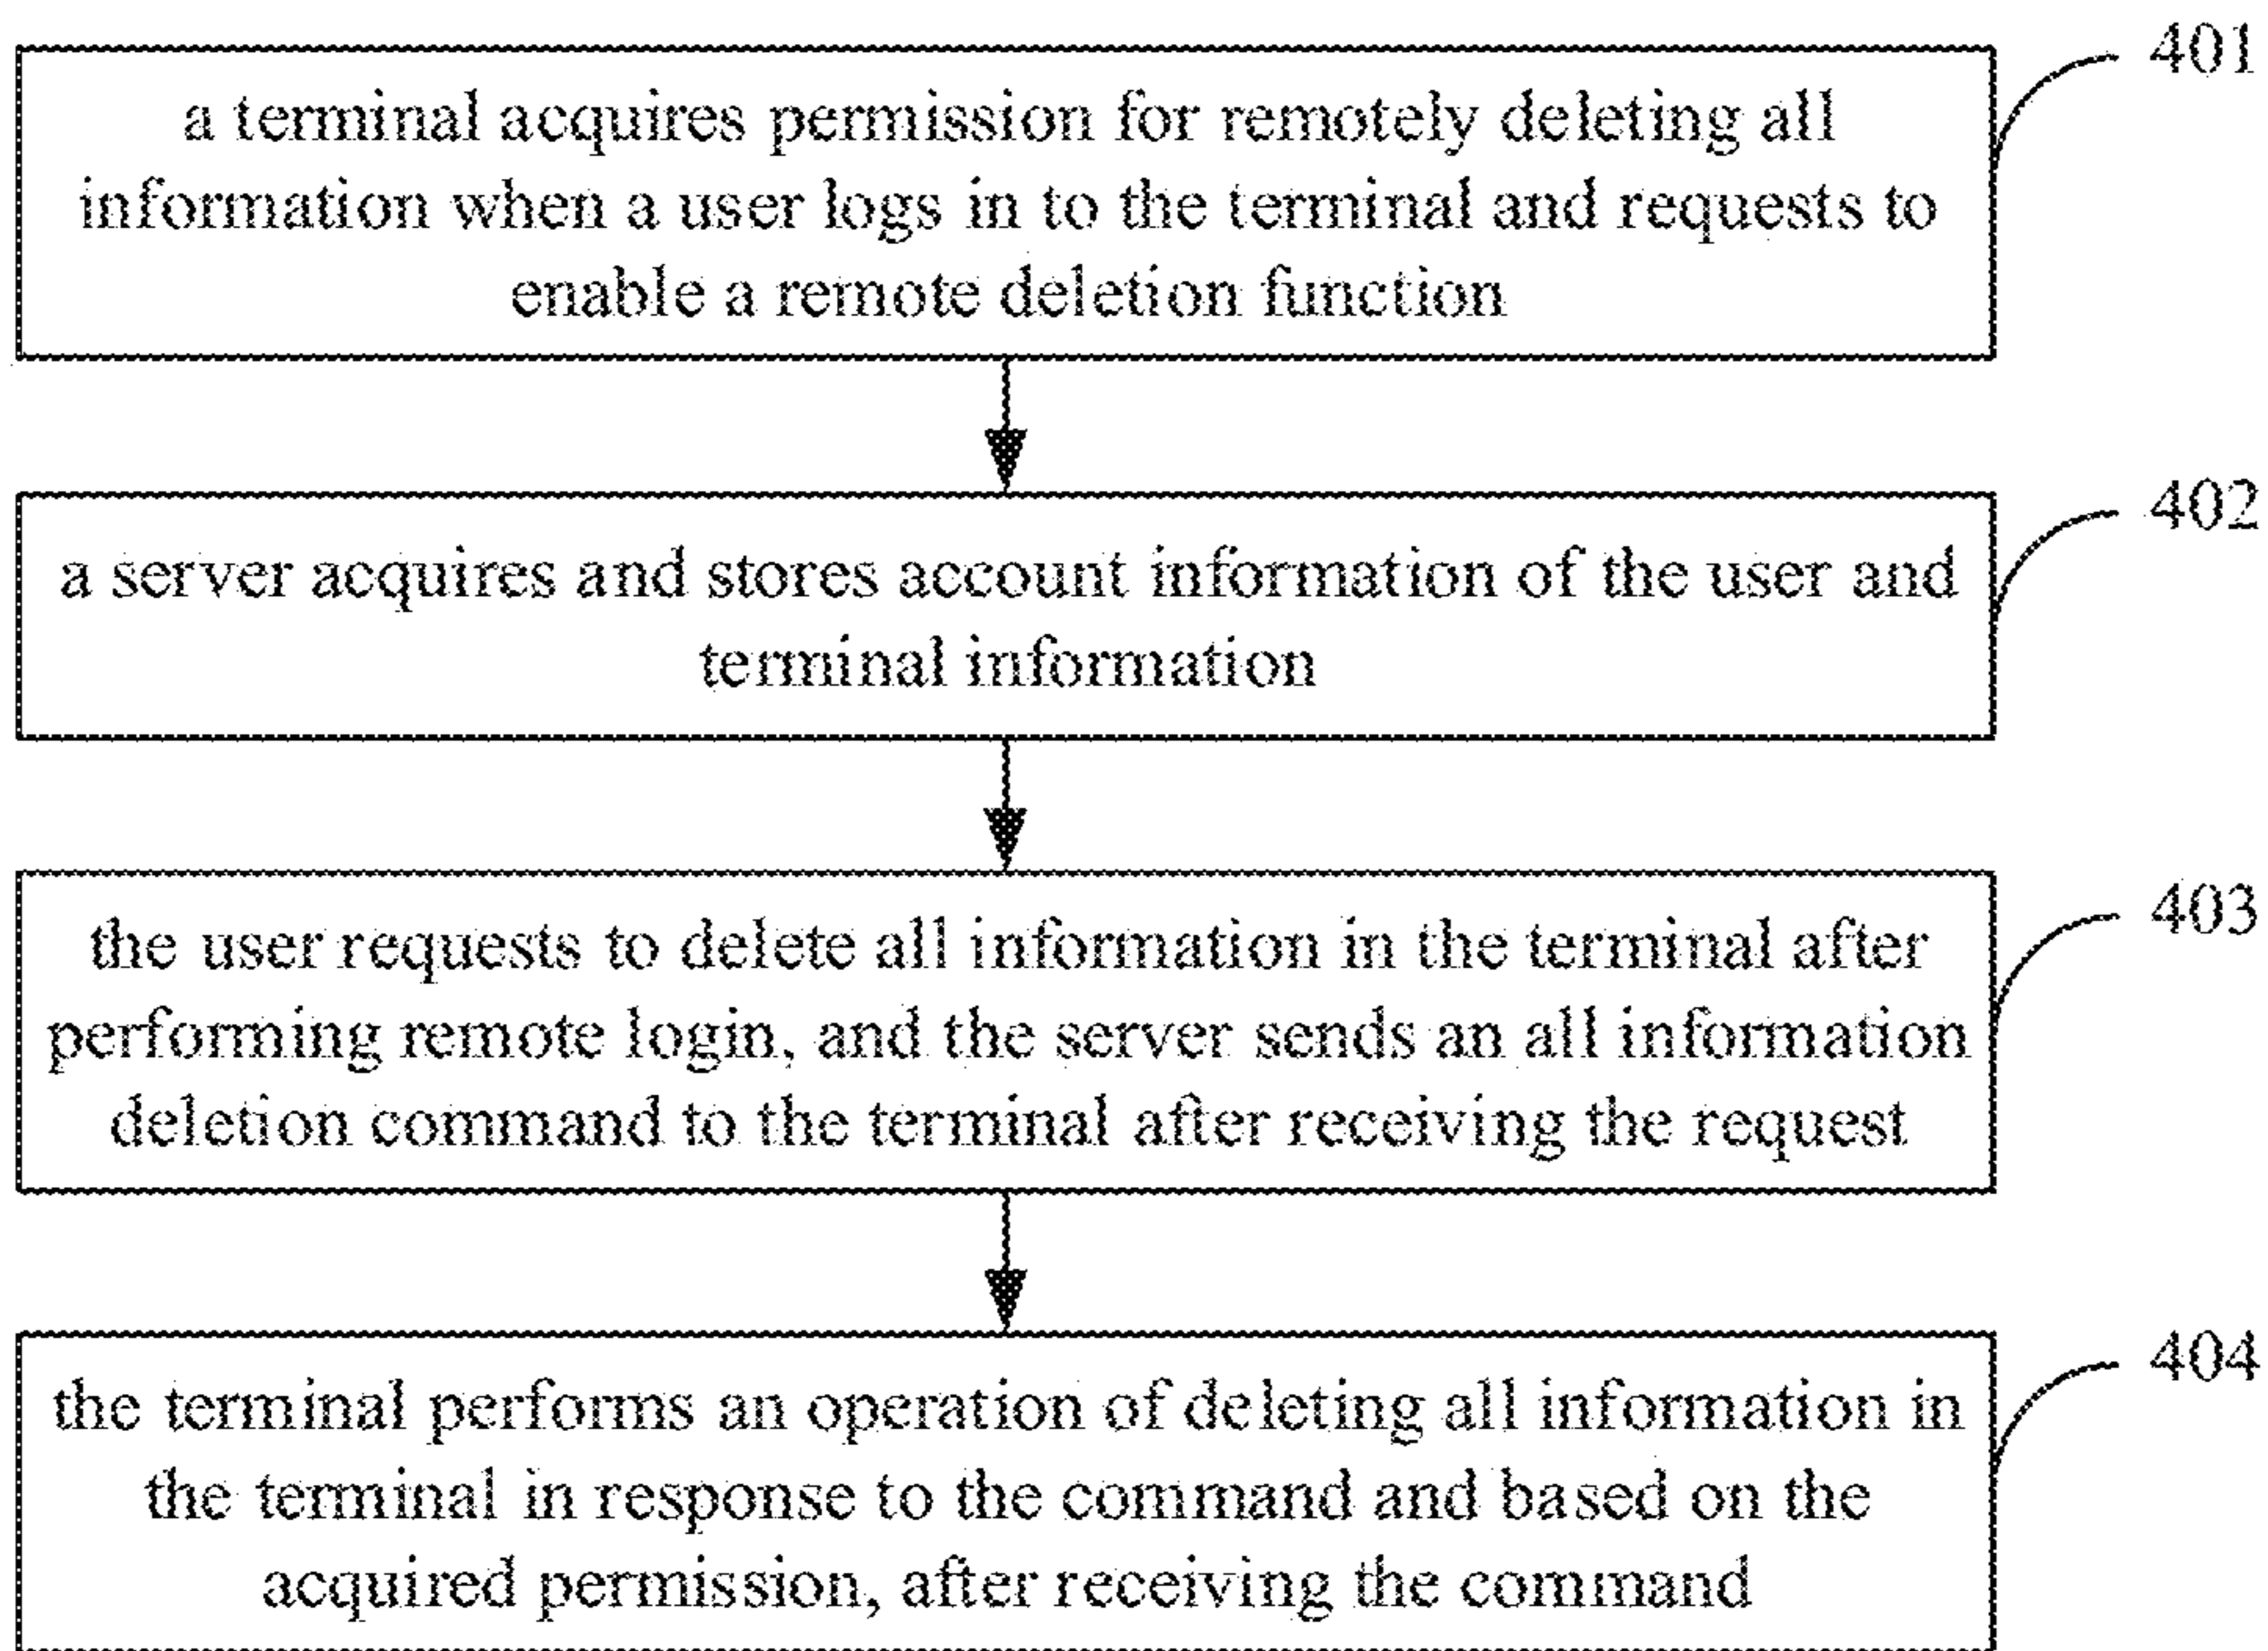 401
a terminal acquires permission for remotely deleting all
information when a user logs in to the terminal and requests to
enable a remote deletion function
402
a server acquires and stores account information of the user and
terminal information
403
the user requests to delete all information in the terminal after
performing remote login, and the server sends an all information
deletion command to the terminal after receiving the request
404
the terminal performs an operation of deleting all information in
the terminal in response to the command and based on the
acquired permission, after receiving the command